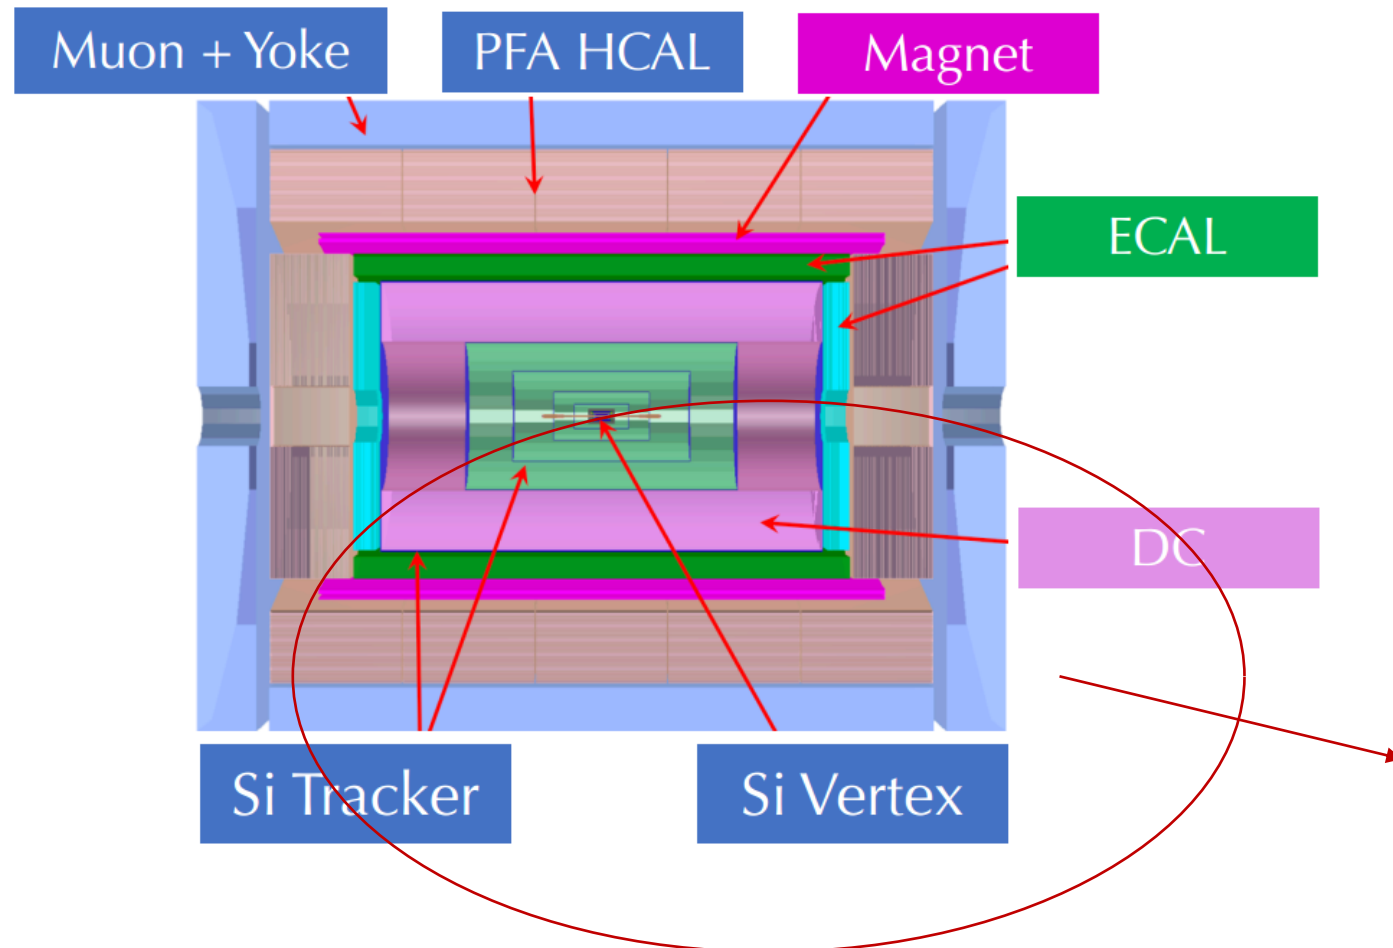 Muon + Yoke
PFA HCAL
Magnet
ECAL
DC
Si Tracker
Si Vertex